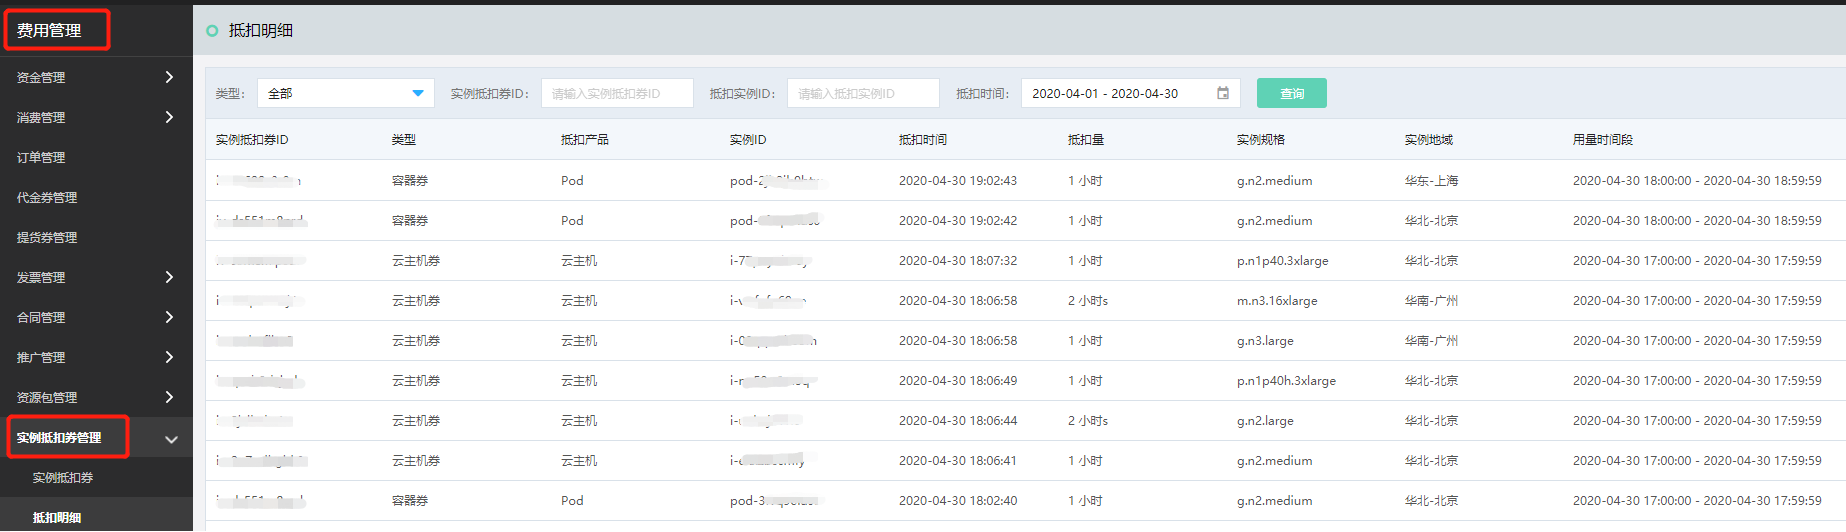 费用管理
资金管理
消费管理
订单管理
代金券管理
提货券管理
发票管理
合同管理
推广管理
资源包管理
实例抵扣券管理
实例抵扣券
抵扣明细
抵扣明细
类型: 全部 实例抵扣券ID: 请输入实例抵扣券ID 抵扣实例ID: 请输入抵扣实例ID 抵扣时间: 2020-04-01 - 2020-04-30 查询
实例抵扣券ID 类型 抵扣产品 实例ID 抵扣时间 抵扣量 实例规格 实例地域 用量时间段
容器券 Pod 2020-04-30 19:02:43 1 小时 g.n2.medium 华东-上海 2020-04-30 18:00:00 - 2020-04-30 18:59:59
容器券 Pod 2020-04-30 19:02:42 1 小时 g.n2.medium 华北-北京 2020-04-30 18:00:00 - 2020-04-30 18:59:59
云主机券 云主机 2020-04-30 18:07:32 1 小时 p.n1p40.3xlarge 华北-北京 2020-04-30 17:00:00 - 2020-04-30 17:59:59
云主机券 云主机 2020-04-30 18:06:58 2 小时s m.n3.16xlarge 华南-广州 2020-04-30 17:00:00 - 2020-04-30 17:59:59
云主机券 云主机 2020-04-30 18:06:58 1 小时 g.n3.large 华南-广州 2020-04-30 17:00:00 - 2020-04-30 17:59:59
云主机券 云主机 2020-04-30 18:06:49 1 小时 p.n1p40h.3xlarge 华北-北京 2020-04-30 17:00:00 - 2020-04-30 17:59:59
云主机券 云主机 2020-04-30 18:06:44 2 小时s g.n2.large 华北-北京 2020-04-30 17:00:00 - 2020-04-30 17:59:59
云主机券 云主机 2020-04-30 18:06:41 1 小时 g.n2.medium 华北-北京 2020-04-30 17:00:00 - 2020-04-30 17:59:59
容器券 Pod 2020-04-30 18:02:40 1 小时 g.n2.medium 华北-北京 2020-04-30 17:00:00 - 2020-04-30 17:59:59